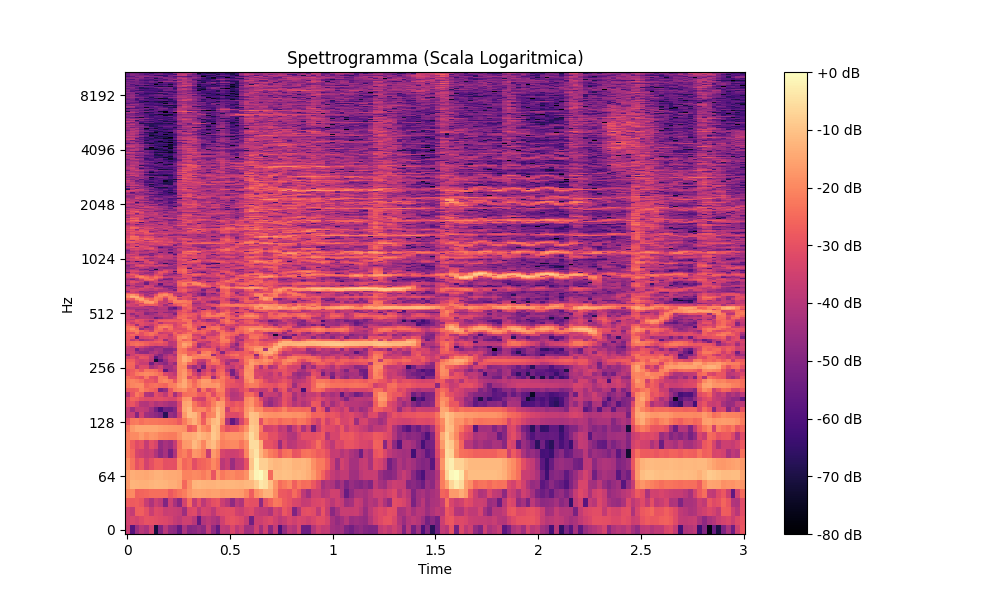 Spettrogramma (Scala Logaritmica)
Hz
8192
4096
2048
1024
512
256
128
64
0
0
0.5
1
1.5
2
2.5
3
Time
+0 dB
-10 dB
-20 dB
-30 dB
-40 dB
-50 dB
-60 dB
-70 dB
-80 dB